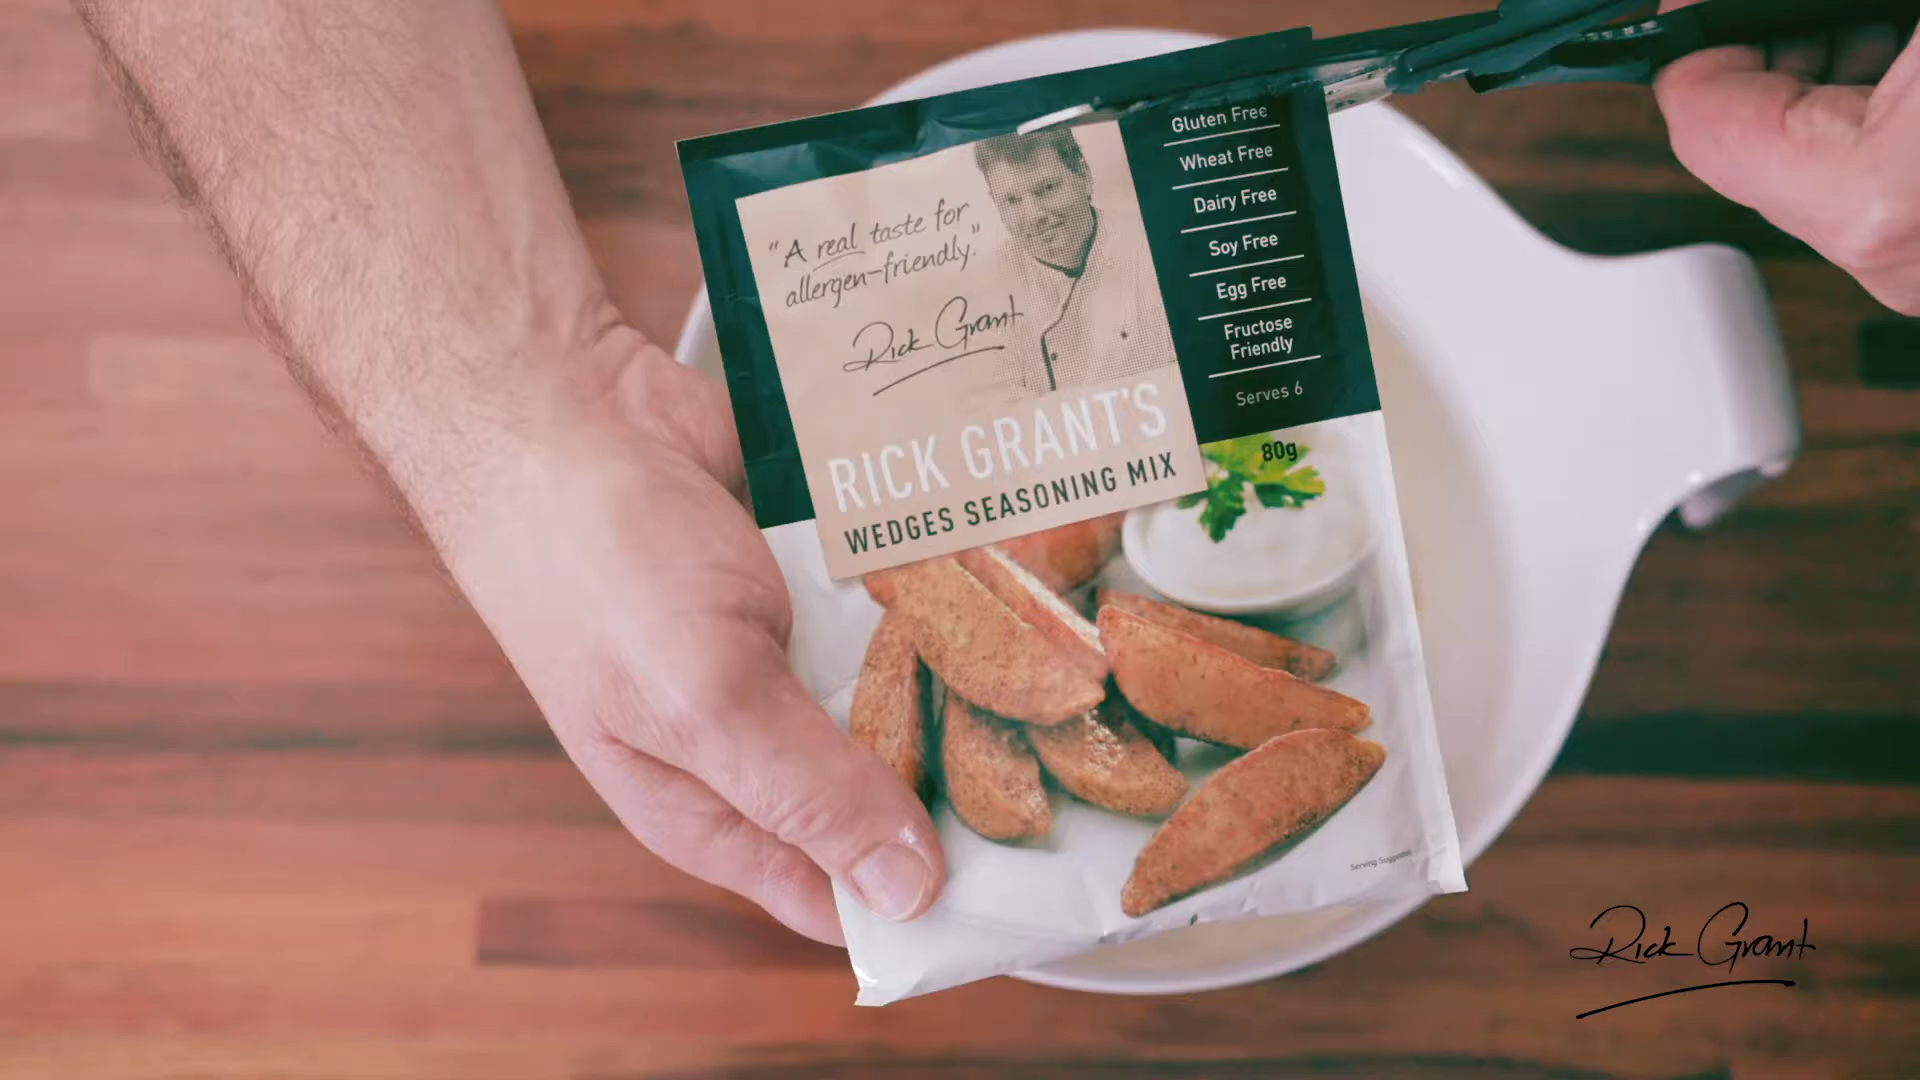 "A real taste for
allergen-friendly."
Rick Grant
RICK GRANT'S
WEDGES SEASONING MIX
Gluten Free
Wheat Free
Dairy Free
Soy Free
Egg Free
Fructose
Friendly
Serves 6
80g
Serving Suggestion
Rick Grant